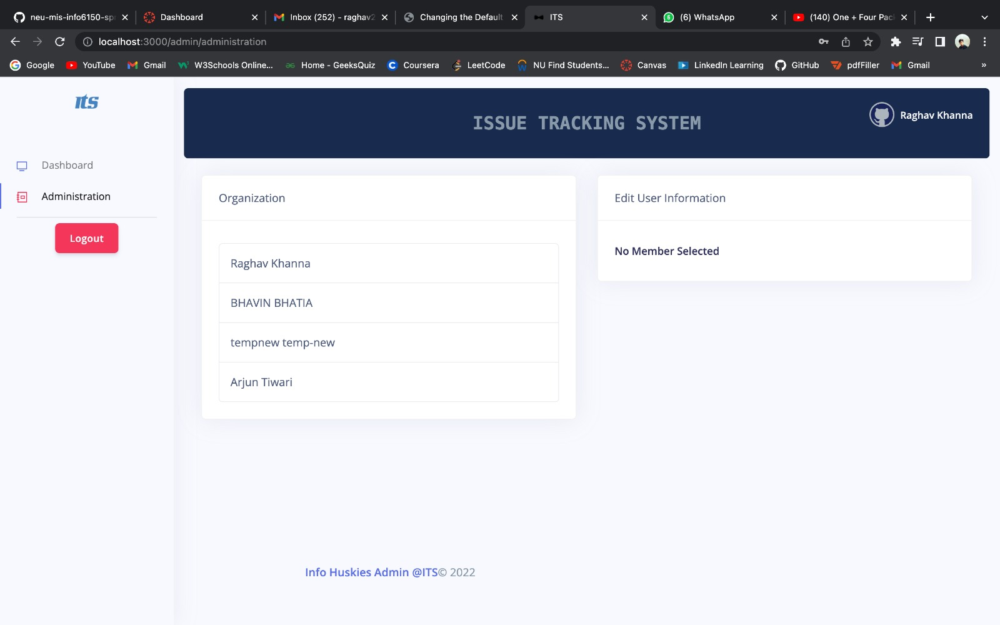 neu-mis-info6150-spr
Dashboard
Inbox (252) - raghav2
Changing the Default
ITS
(6) WhatsApp
(140) One + Four Pac
localhost:3000/admin/administration
Google
YouTube
Gmail
W3Schools Online...
Home - GeeksQuiz
Coursera
LeetCode
NU Find Students...
Canvas
LinkedIn Learning
GitHub
pdfFiller
Gmail
»
ITS
ISSUE TRACKING SYSTEM
Raghav Khanna
Dashboard
Administration
Logout
Organization
Raghav Khanna
BHAVIN BHATIA
tempnew temp-new
Arjun Tiwari
Edit User Information
No Member Selected
Info Huskies Admin @ITS© 2022